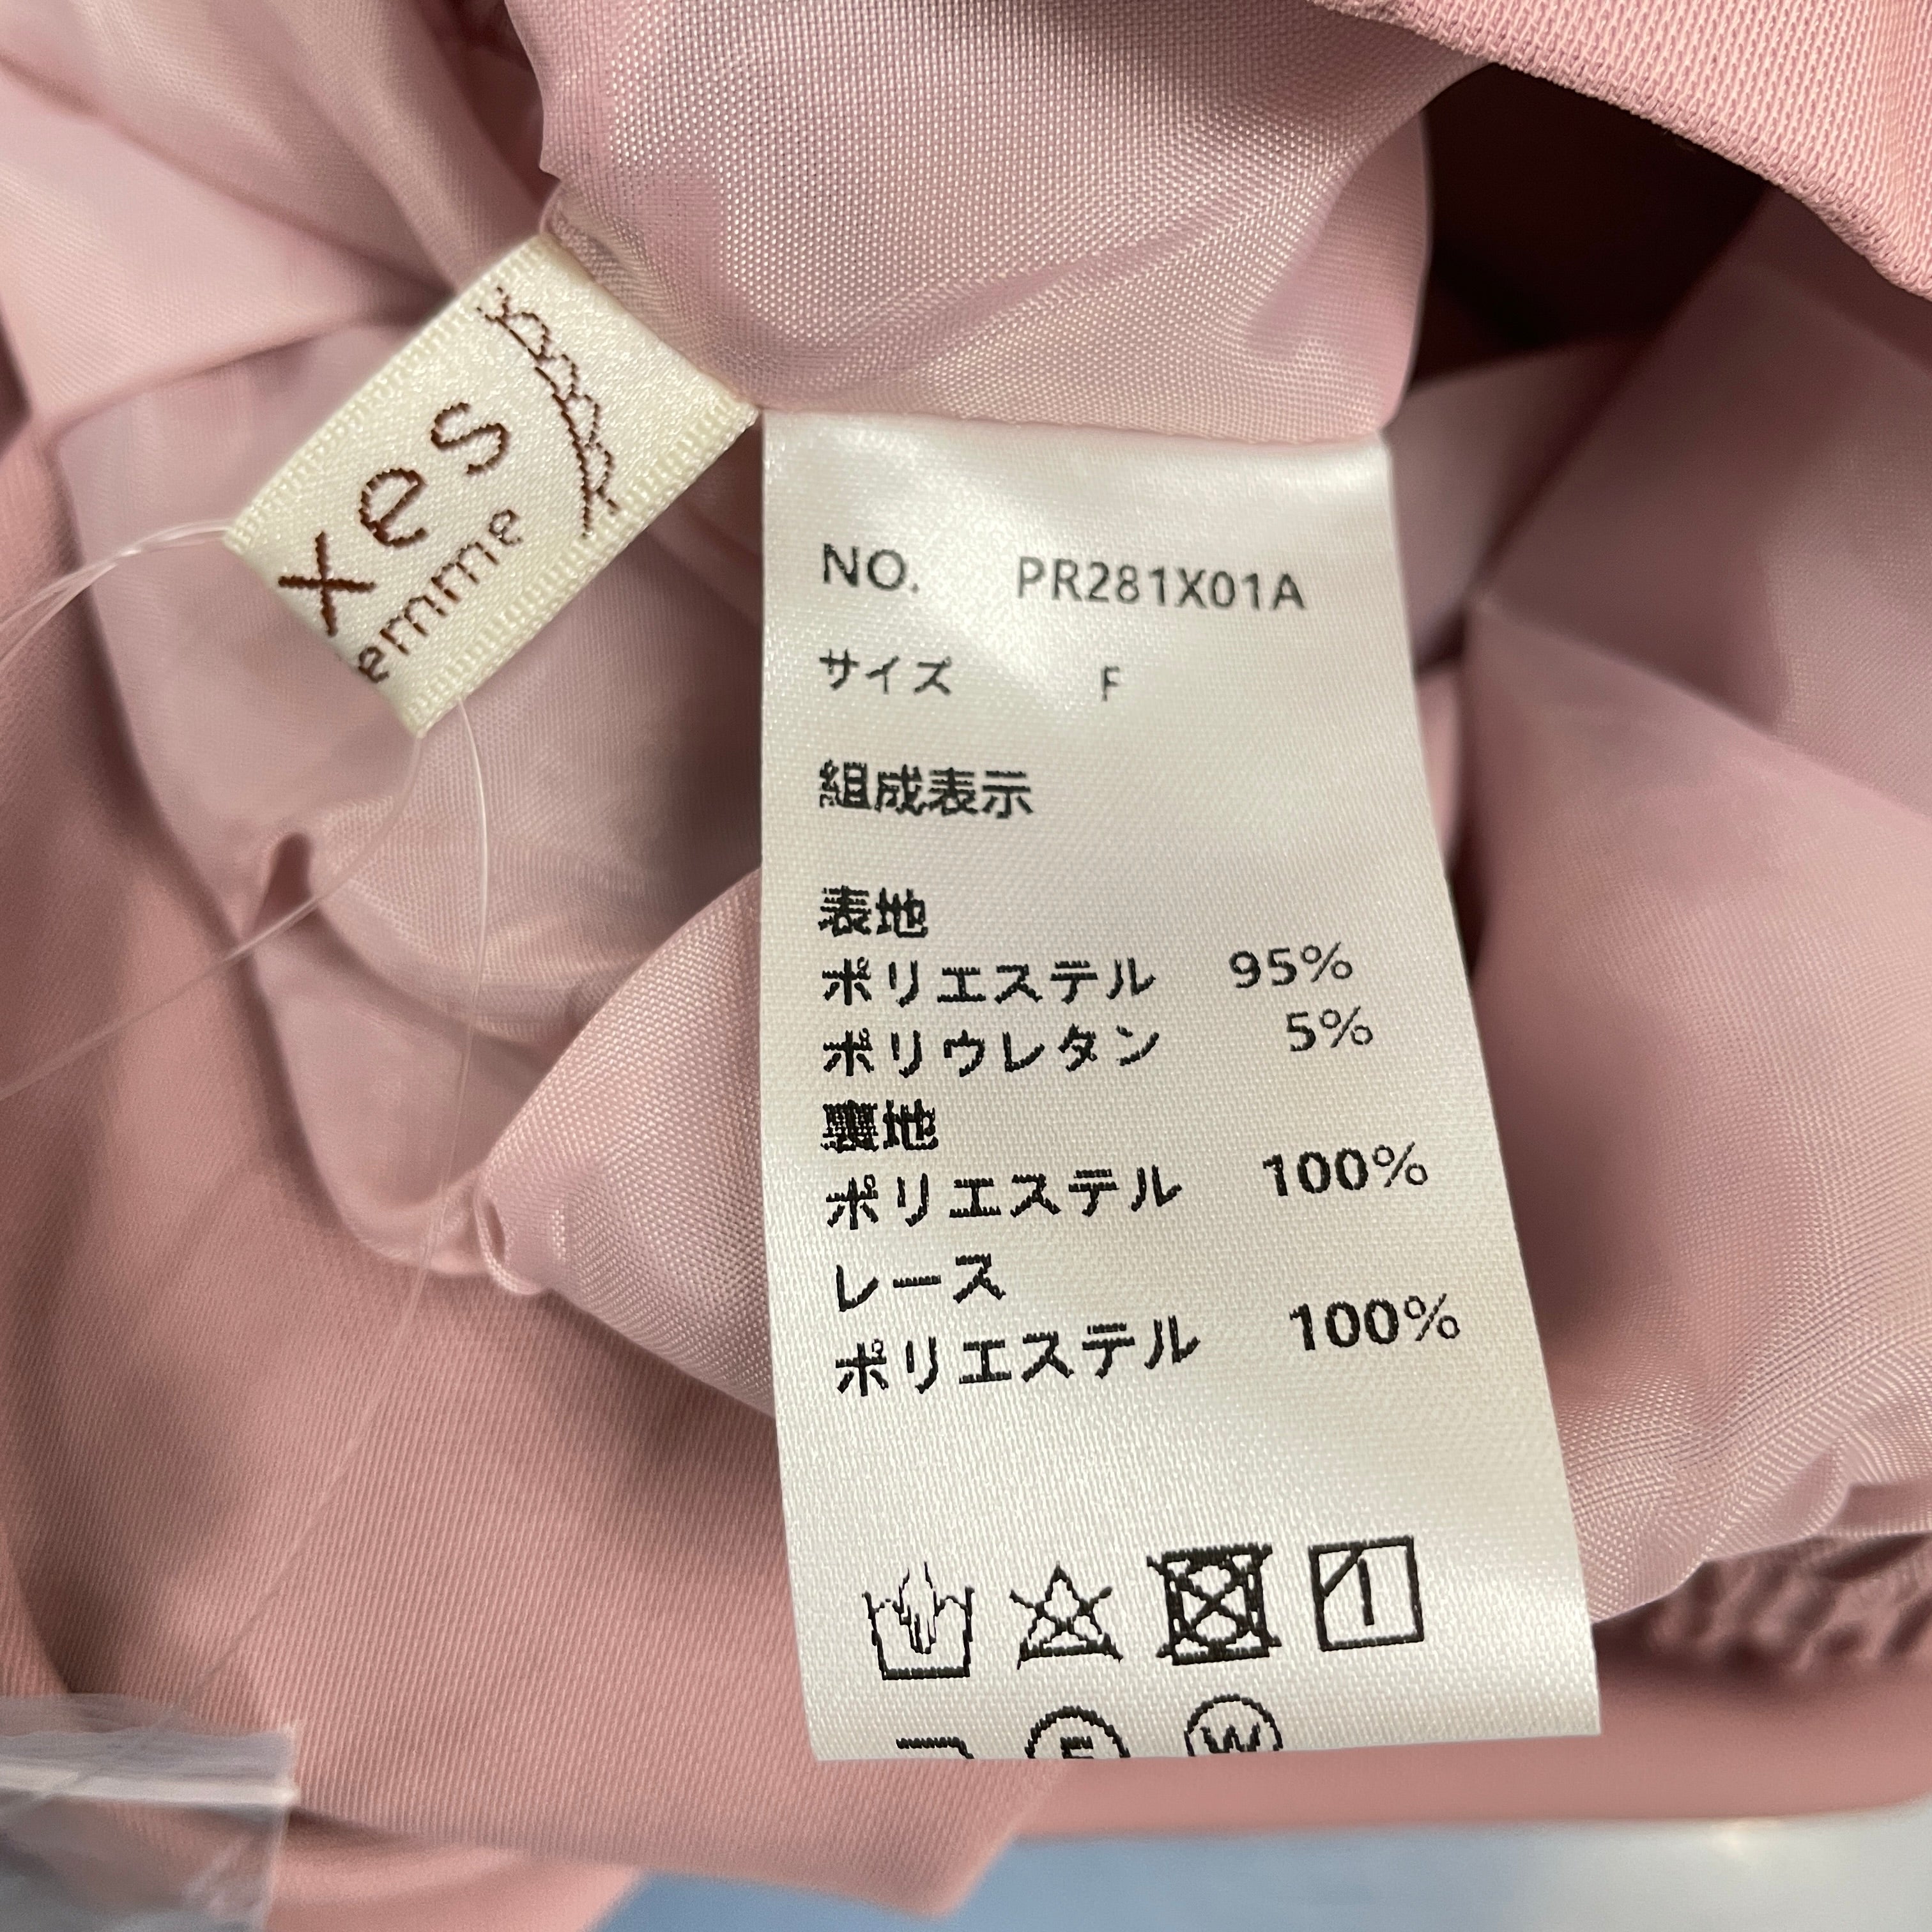 xes
emme
NO. PR281X01A
サイズ F
組成表示
表地
ポリエステル 95%
ポリウレタン 5%
裏地
ポリエステル 100%
レース
ポリエステル 100%
W